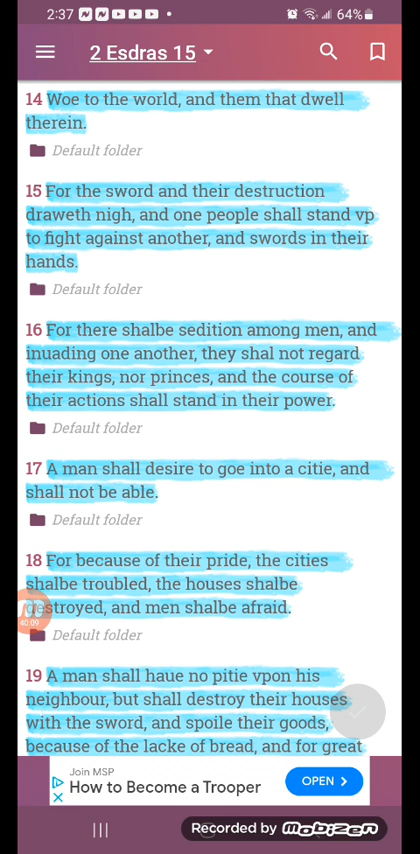 2:37 64%
2 Esdras 15
14 Woe to the world, and them that dwell
therein.
Default folder
15 For the sword and their destruction
draweth nigh, and one people shall stand vp
to fight against another, and swords in their
hands.
Default folder
16 For there shalbe sedition among men, and
inuading one another, they shal not regard
their kings, nor princes, and the course of
their actions shall stand in their power.
Default folder
17 A man shall desire to goe into a citie, and
shall not be able.
Default folder
18 For because of their pride, the cities
shalbe troubled, the houses shalbe
destroyed, and men shalbe afraid.
40:09
Default folder
19 A man shall haue no pitie vpon his
neighbour, but shall destroy their houses
with the sword, and spoile their goods,
because of the lacke of bread, and for great
Join MSP
How to Become a Trooper
OPEN
Recorded by mobizen